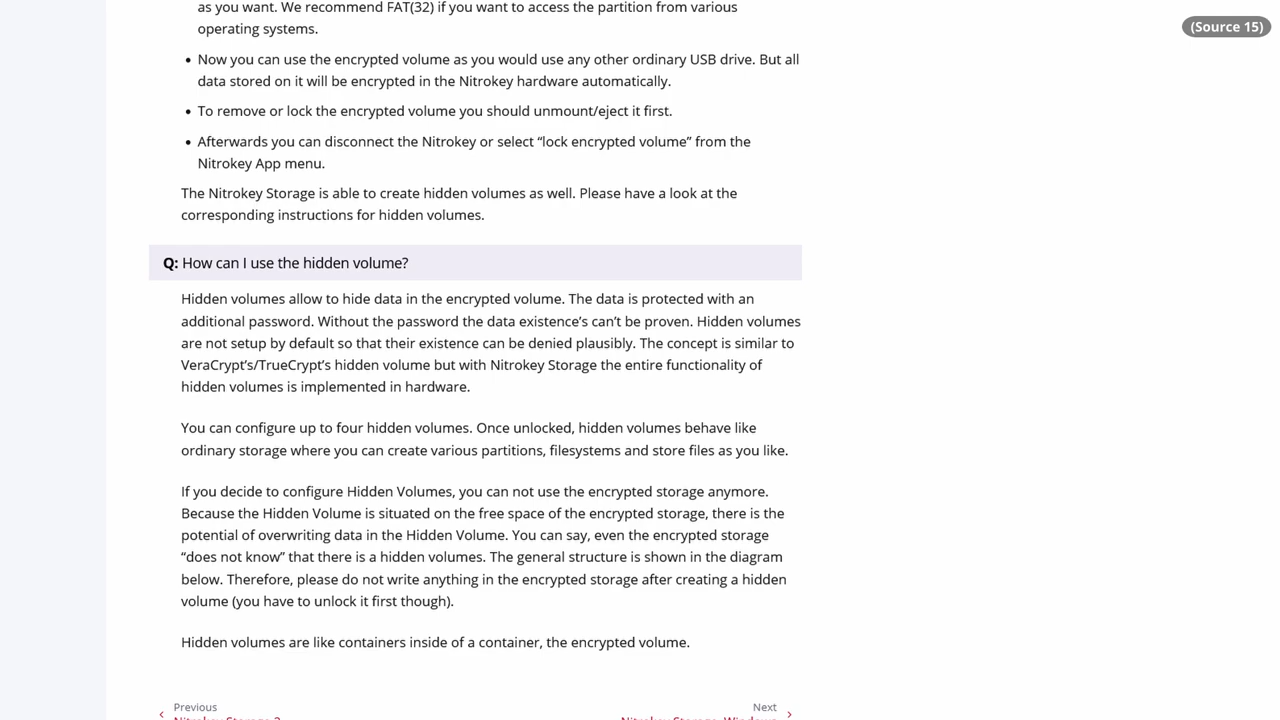 as you want. We recommend FAT(32) if you want to access the partition from various
operating systems.
(Source 15)
• Now you can use the encrypted volume as you would use any other ordinary USB drive. But all
data stored on it will be encrypted in the Nitrokey hardware automatically.
• To remove or lock the encrypted volume you should unmount/eject it first.
• Afterwards you can disconnect the Nitrokey or select “lock encrypted volume” from the
Nitrokey App menu.
The Nitrokey Storage is able to create hidden volumes as well. Please have a look at the
corresponding instructions for hidden volumes.
Q: How can I use the hidden volume?
Hidden volumes allow to hide data in the encrypted volume. The data is protected with an
additional password. Without the password the data existence’s can’t be proven. Hidden volumes
are not setup by default so that their existence can be denied plausibly. The concept is similar to
VeraCrypt’s/TrueCrypt’s hidden volume but with Nitrokey Storage the entire functionality of
hidden volumes is implemented in hardware.
You can configure up to four hidden volumes. Once unlocked, hidden volumes behave like
ordinary storage where you can create various partitions, filesystems and store files as you like.
If you decide to configure Hidden Volumes, you can not use the encrypted storage anymore.
Because the Hidden Volume is situated on the free space of the encrypted storage, there is the
potential of overwriting data in the Hidden Volume. You can say, even the encrypted storage
“does not know” that there is a hidden volumes. The general structure is shown in the diagram
below. Therefore, please do not write anything in the encrypted storage after creating a hidden
volume (you have to unlock it first though).
Hidden volumes are like containers inside of a container, the encrypted volume.
Previous
Nitrokey Storage 2
Next
Nitrokey Storage, Windows